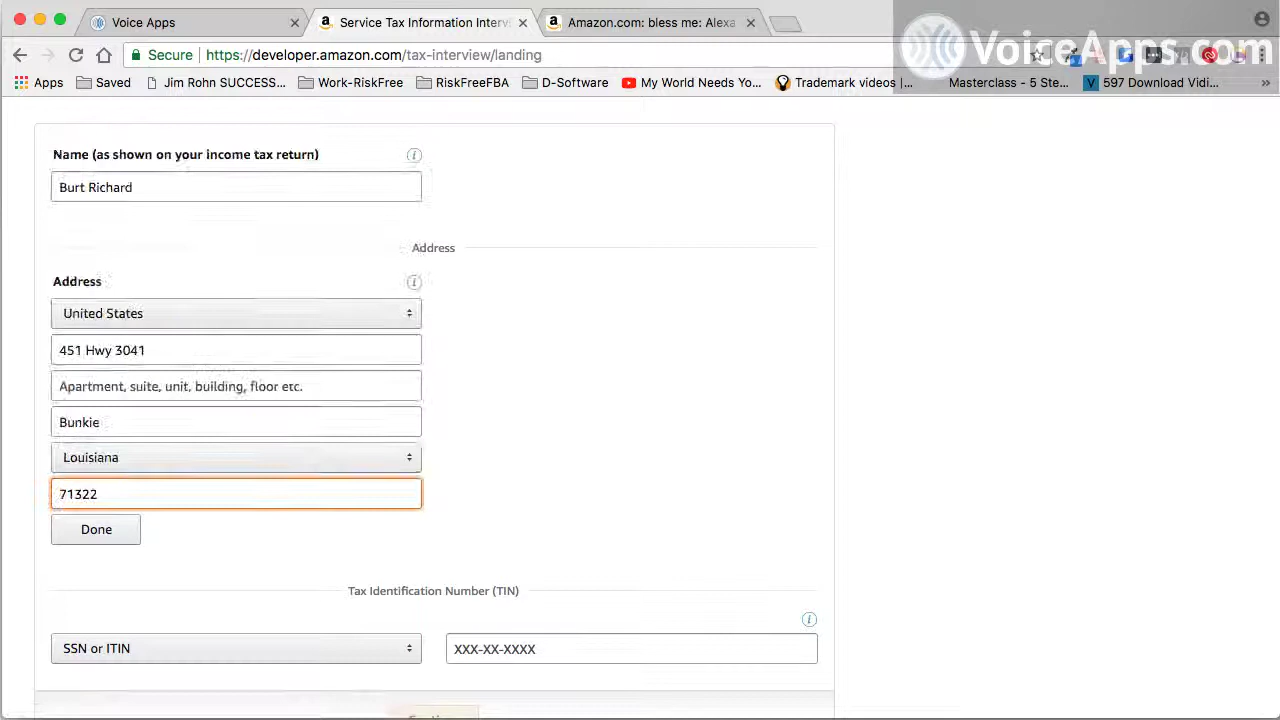 Voice Apps
Service Tax Information Interv
Amazon.com: bless me: Alexa
VoiceApps.com
Secure
https://developer.amazon.com/tax-interview/landing
Apps
Saved
Jim Rohn SUCCESS...
Work-RiskFree
RiskFreeFBA
D-Software
My World Needs Yo...
Trademark videos |...
Masterclass - 5 Ste...
597 Download Vidi...
»
Name (as shown on your income tax return)
Burt Richard
Address
Address
United States
451 Hwy 3041
Apartment, suite, unit, building, floor etc.
Bunkie
Louisiana
71322
Done
Tax Identification Number (TIN)
SSN or ITIN
XXX-XX-XXXX